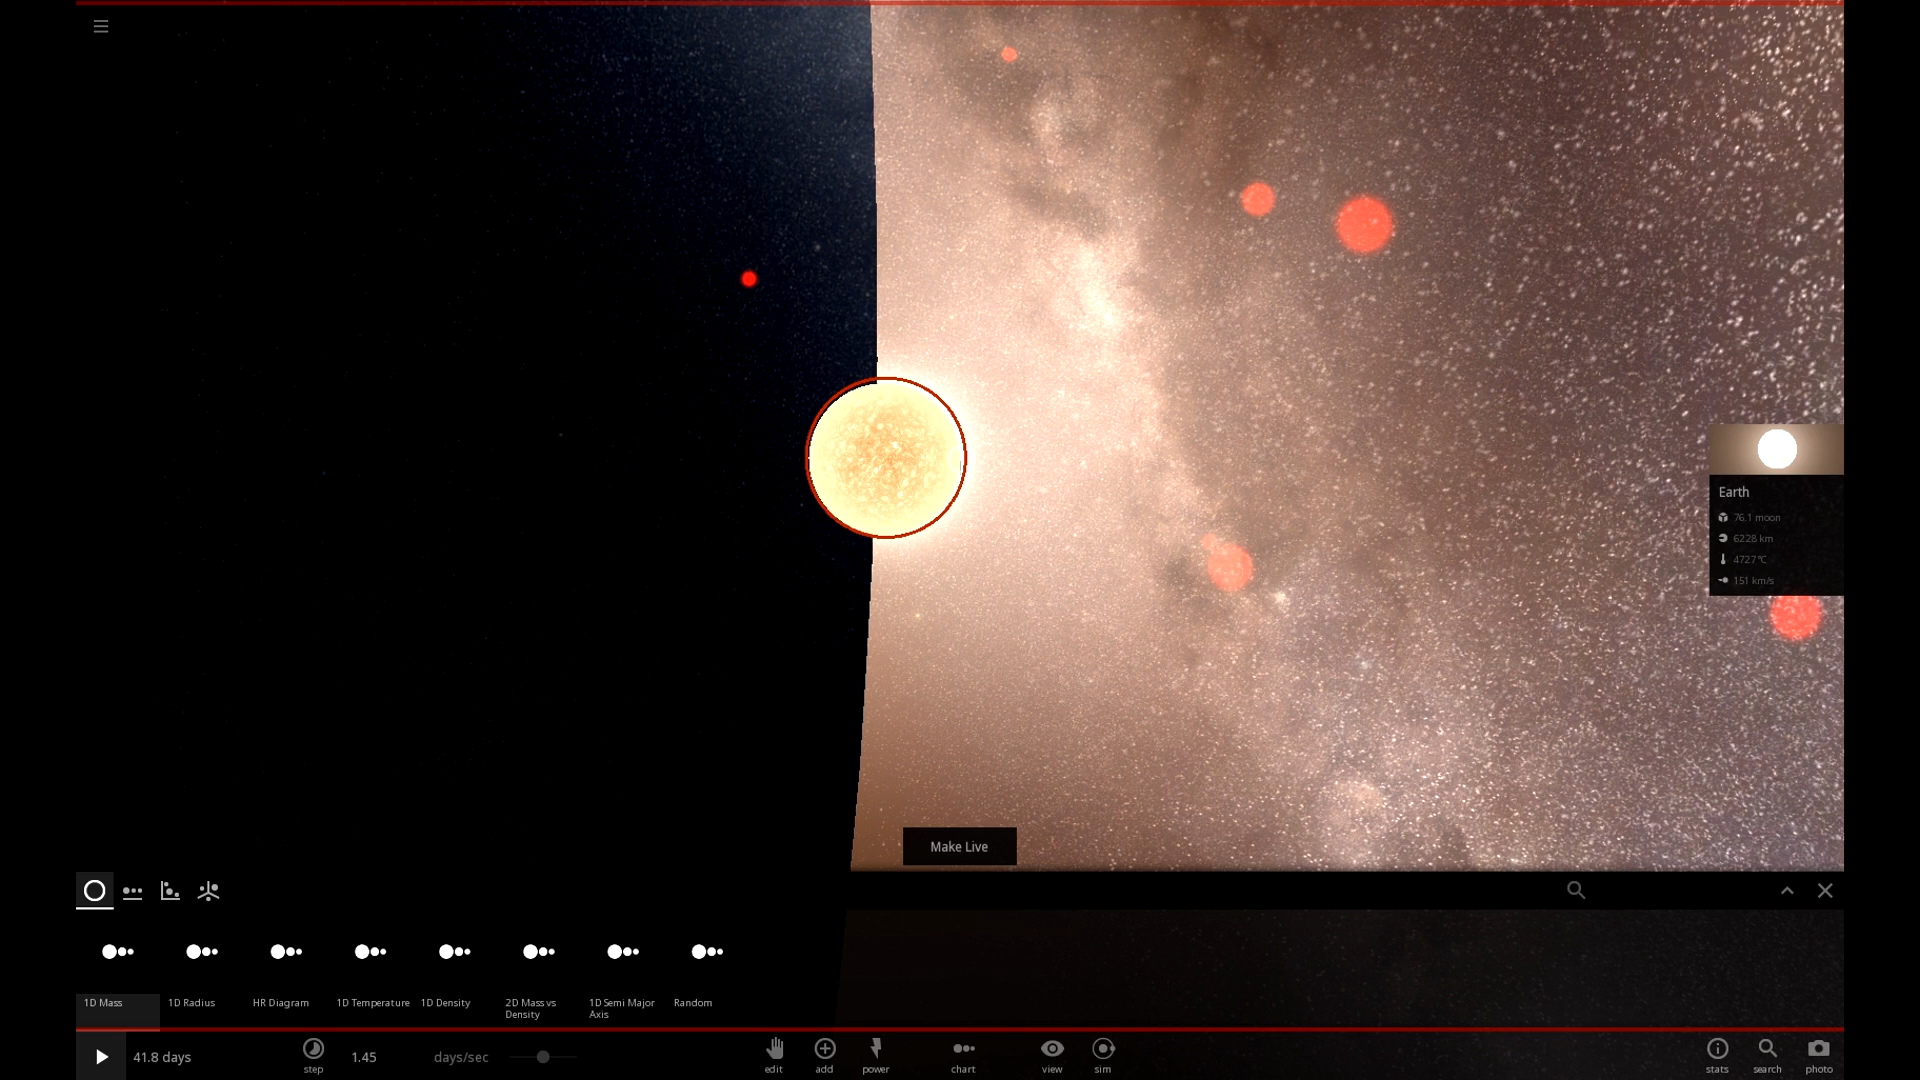 Earth
76.1 moon
6228 km
4727℃
151 km/s
Make Live
1D Mass
1D Radius
HR Diagram
1D Temperature
1D Density
2D Mass vs
Density
1D Semi Major
Axis
Random
41.8 days
step
1.45
days/sec
edit
add
power
chart
view
sim
stats
search
photo